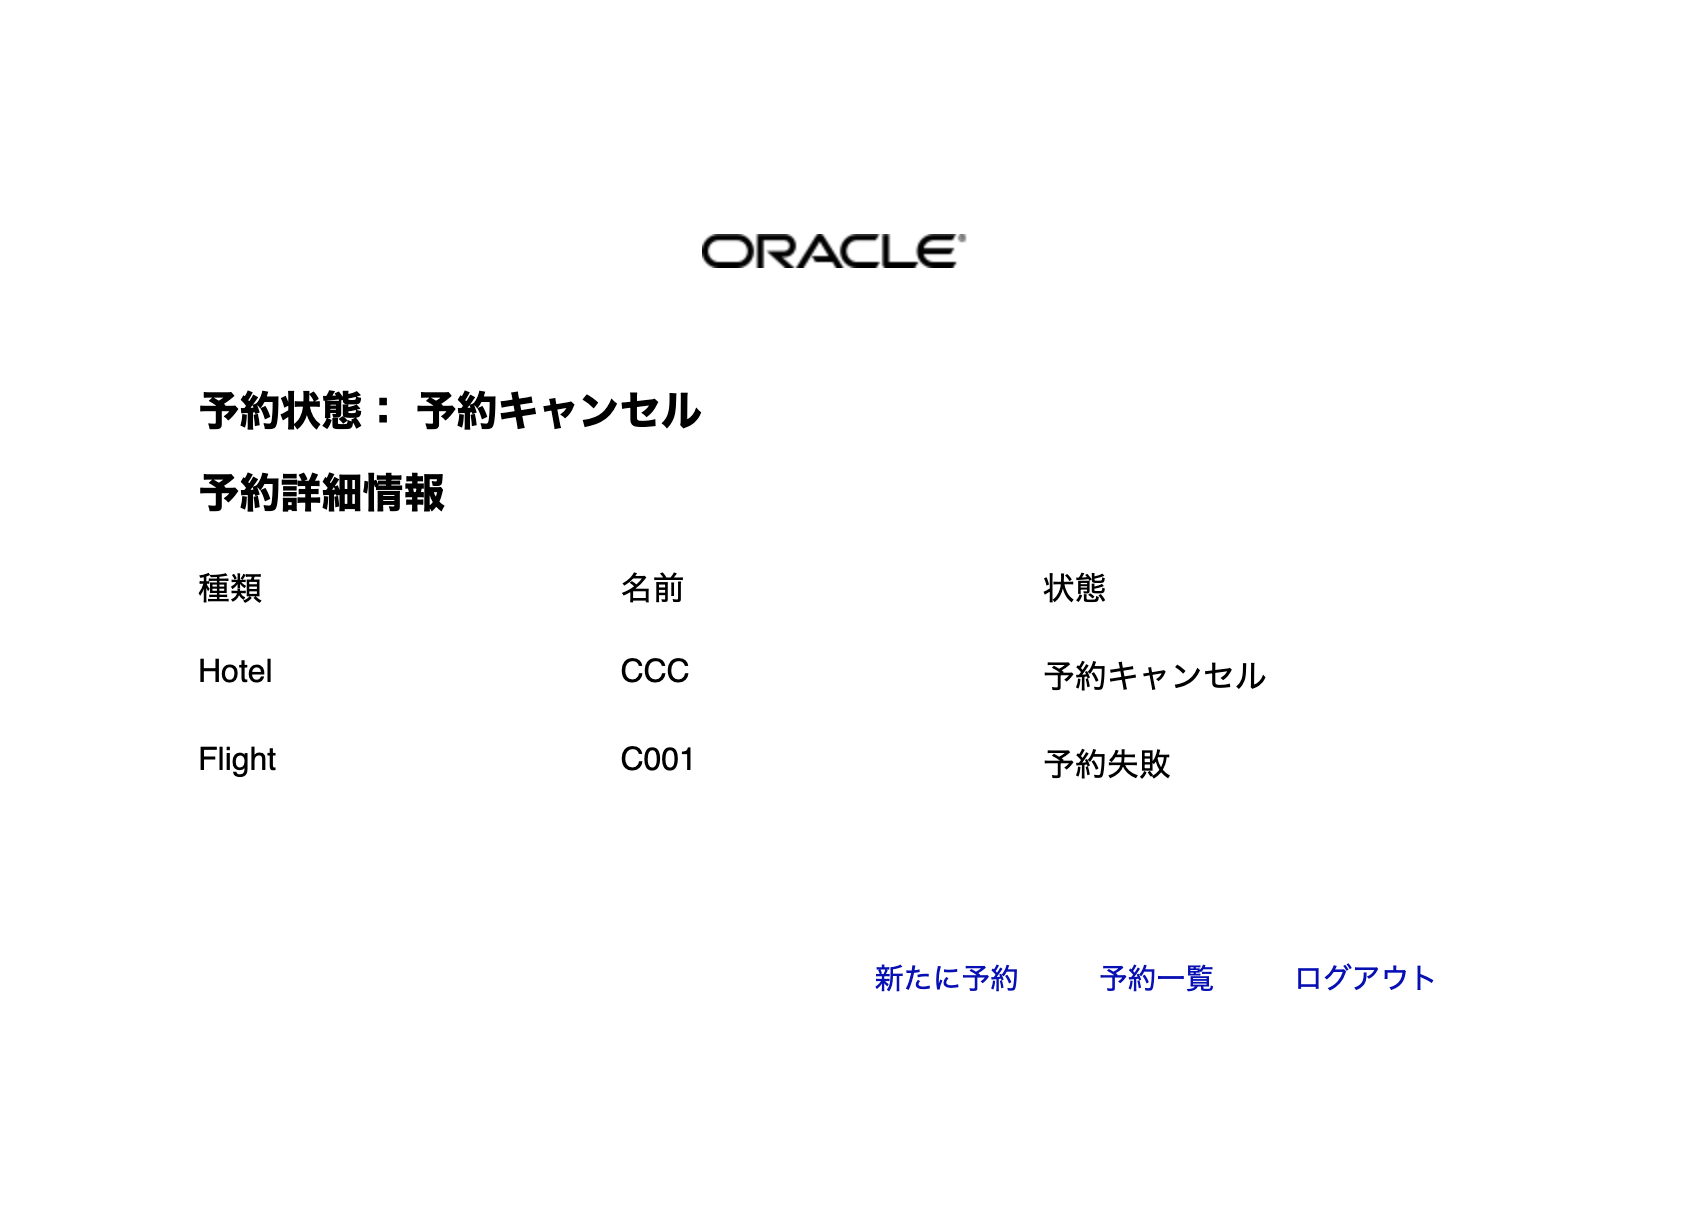 ORACLE®
予約状態： 予約キャンセル
予約詳細情報
種類 名前 状態
Hotel CCC 予約キャンセル
Flight C001 予約失敗
新たに予約 予約一覧 ログアウト